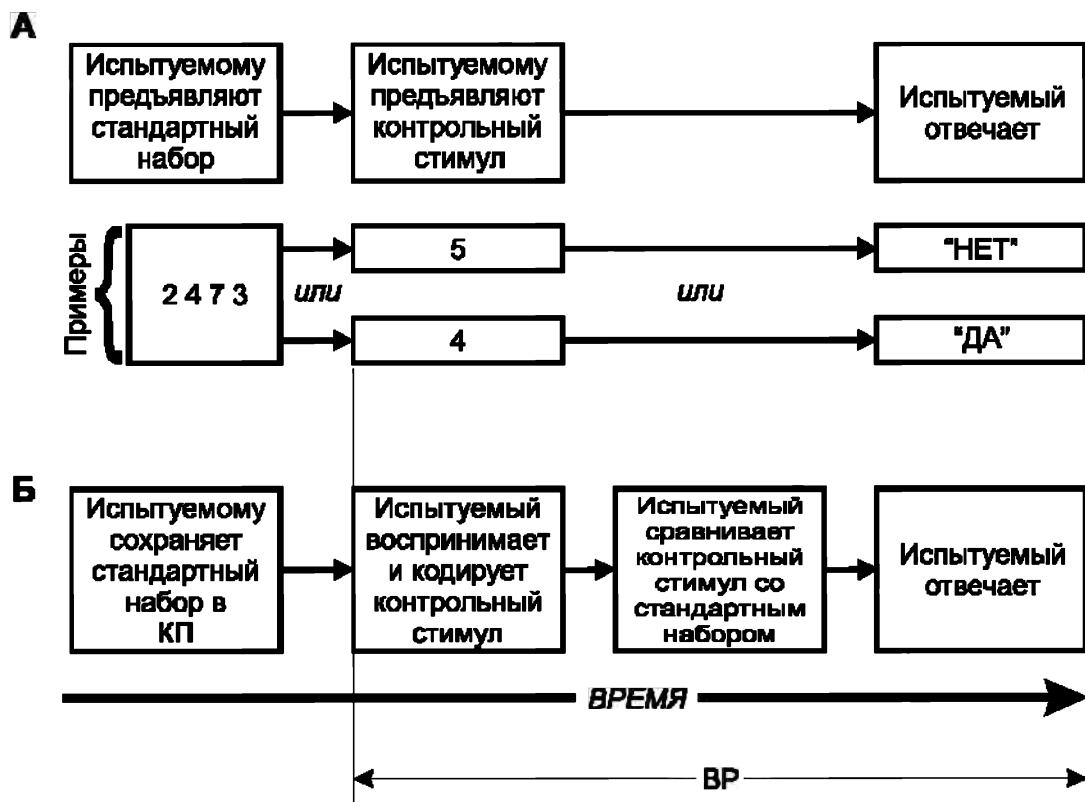 А
Испытуемому
предъявляют
стандартный
набор
Испытуемому
предъявляют
контрольный
стимул
Испытуемый
отвечает
Примеры
2 4 7 3
или
5
4
или
"НЕТ"
"ДА"
Б
Испытуемому
сохраняет
стандартный
набор в
КП
Испытуемый
воспринимает
и кодирует
контрольный
стимул
Испытуемый
сравнивает
контрольный
стимул со
стандартным
набором
Испытуемый
отвечает
ВРЕМЯ
ВР